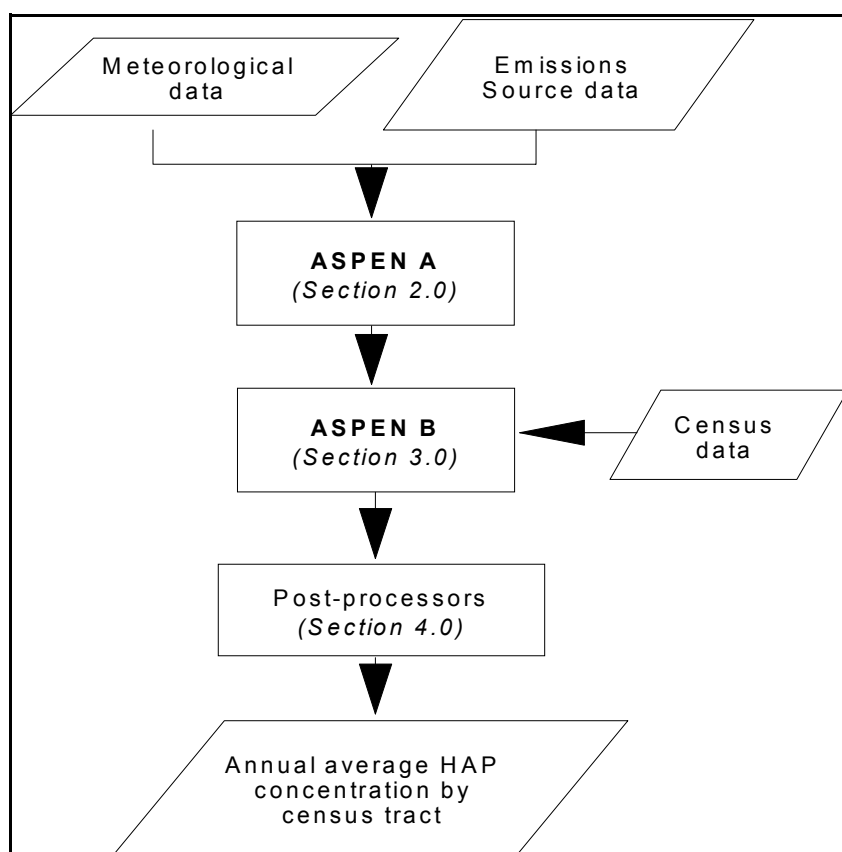 Meteorological
data
Emissions
Source data
ASPEN A
(Section 2.0)
ASPEN B
(Section 3.0)
Census
data
Post-processors
(Section 4.0)
Annual average HAP
concentration by
census tract